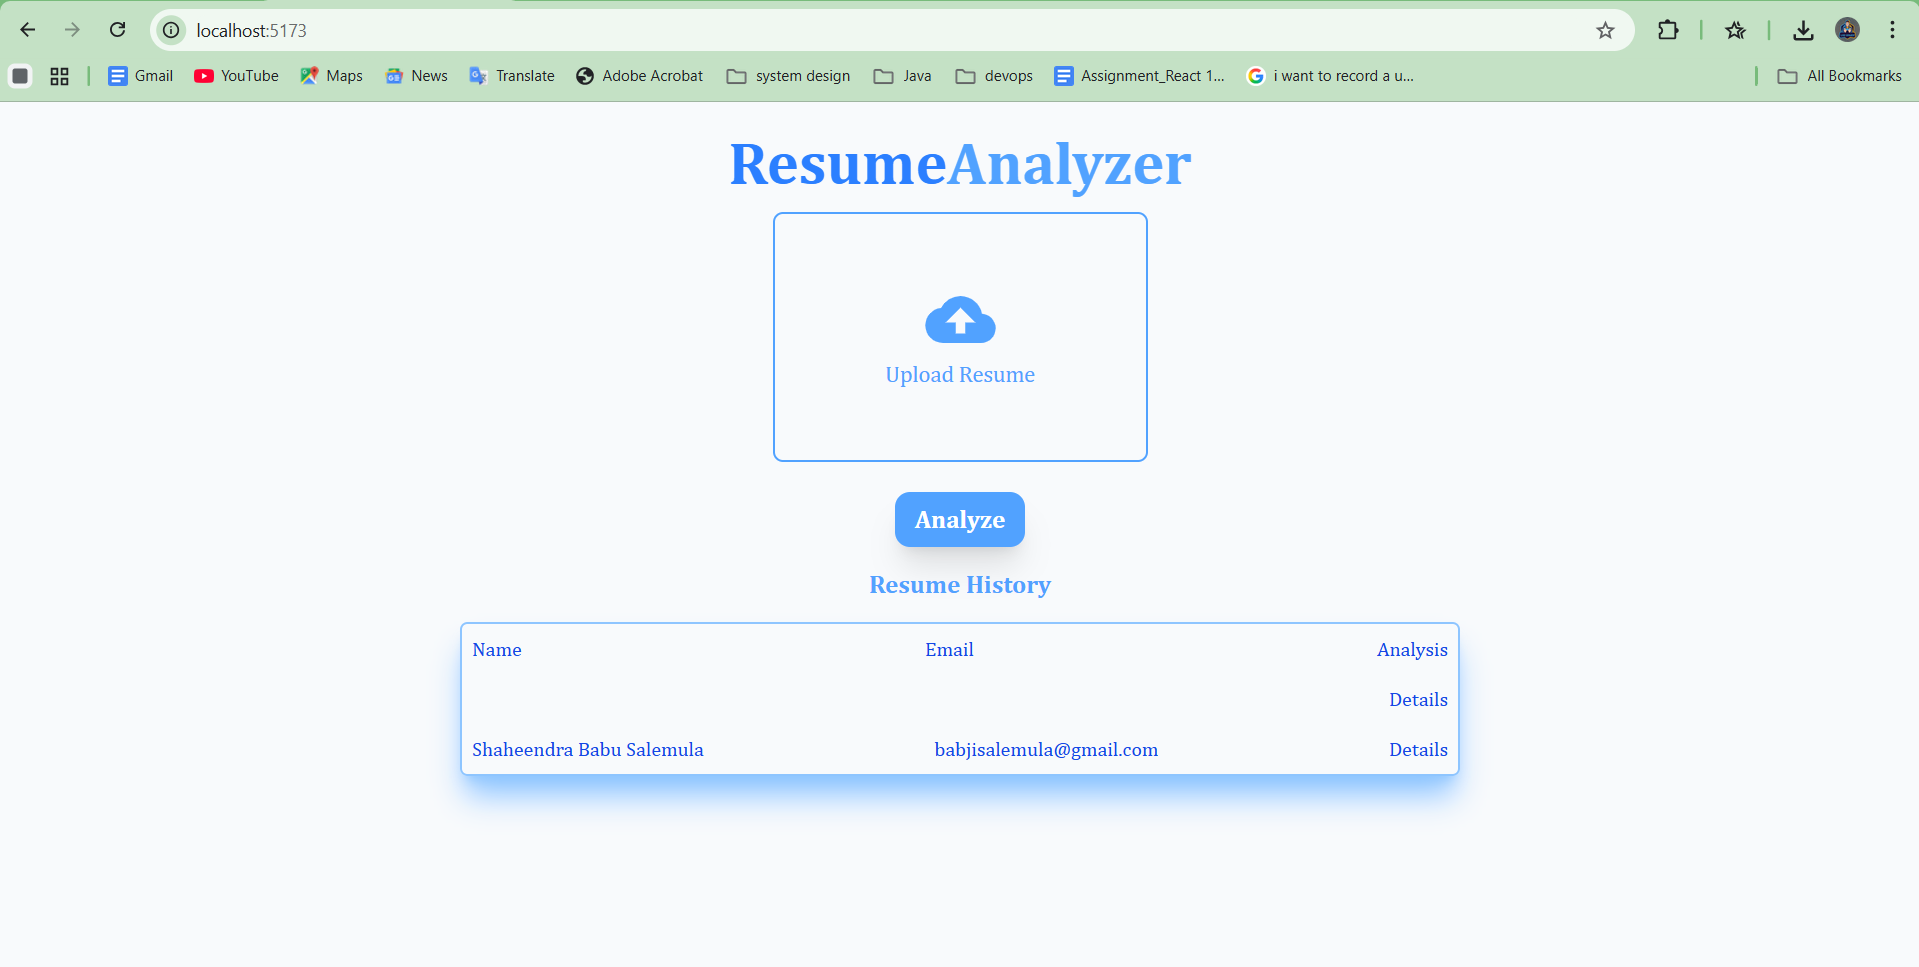 localhost:5173
Gmail YouTube Maps News Translate Adobe Acrobat system design Java devops Assignment_React 1... i want to record a u... All Bookmarks
ResumeAnalyzer
Upload Resume
Analyze
Resume History
Name Email Analysis
Details
Shaheendra Babu Salemula babjisalemula@gmail.com Details